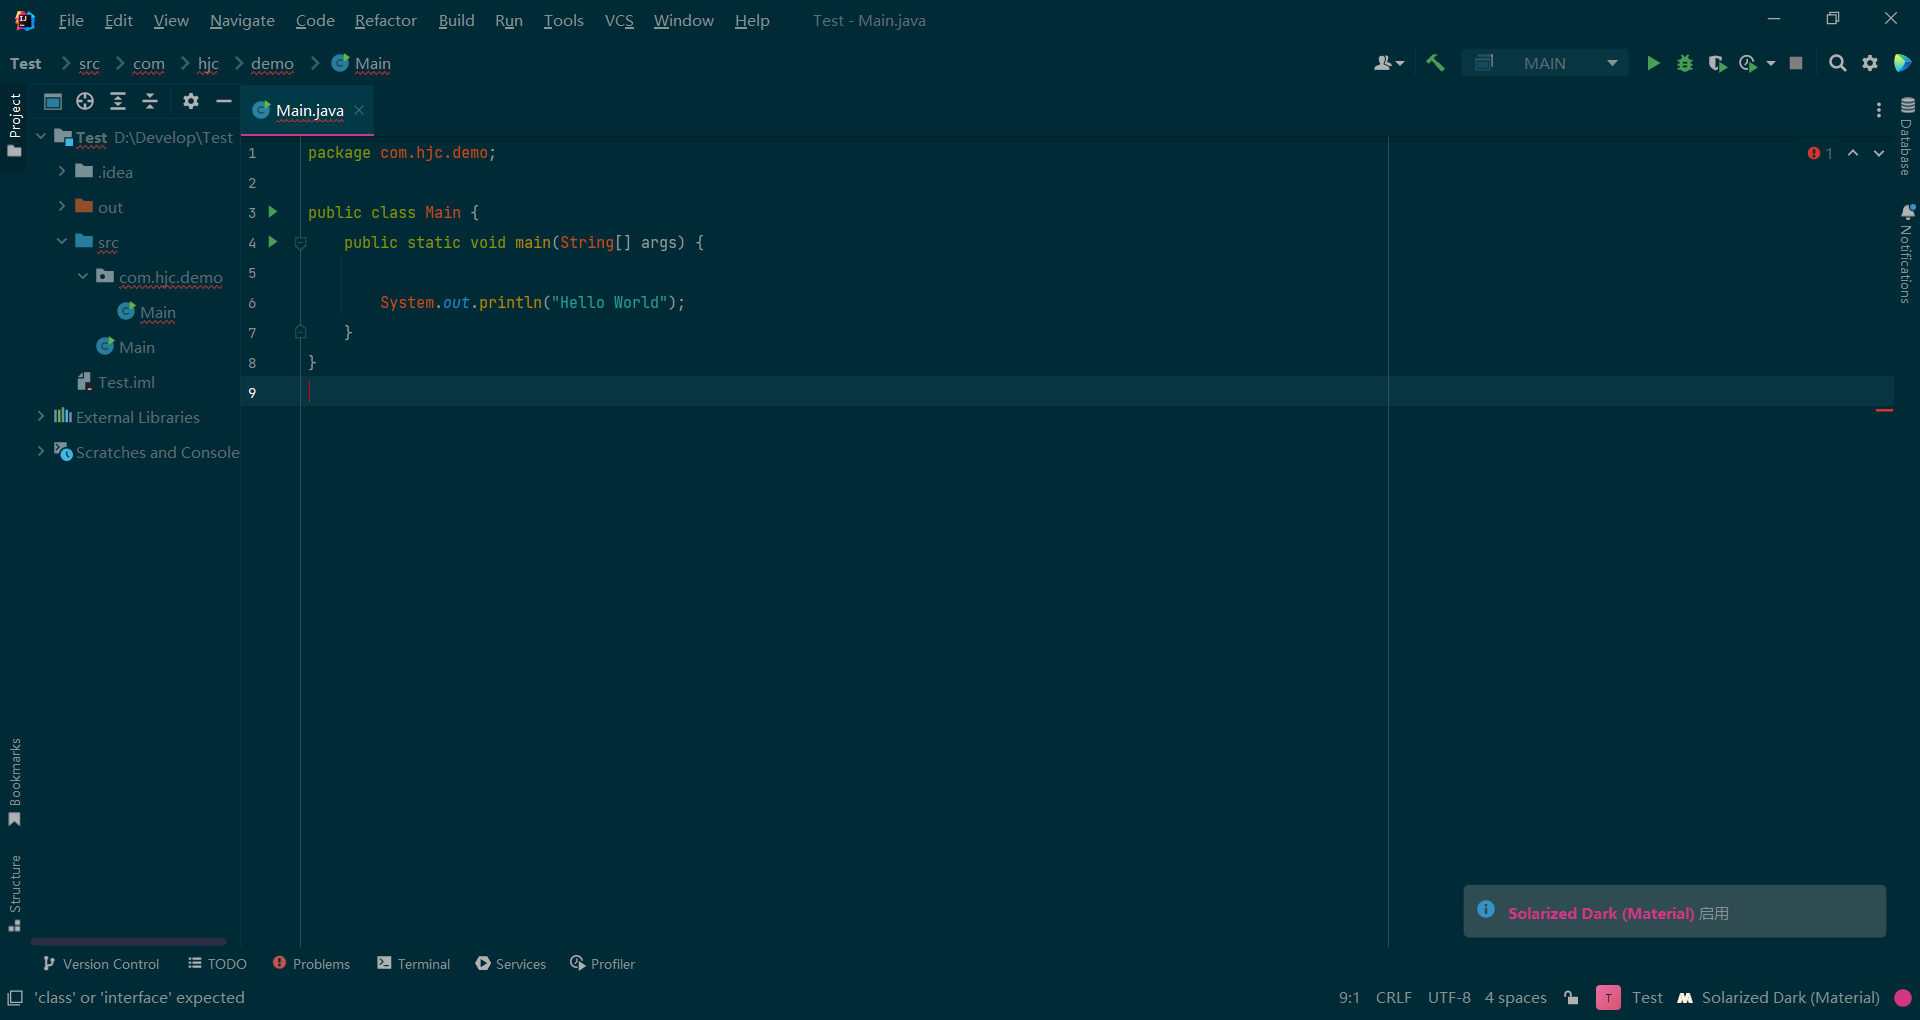 File Edit View Navigate Code Refactor Build Run Tools VCS Window Help Test - Main.java
Test src com hjc demo Main MAIN
Project
Main.java
Test D:\Develop\Test
.idea
out
src
com.hjc.demo
Main
Main
Test.iml
External Libraries
Scratches and Console
1 package com.hjc.demo;
2
3 public class Main {
4 public static void main(String[] args) {
5
6 System.out.println("Hello World");
7 }
8 }
9
1
Database
Notifications
Bookmarks
Structure
Solarized Dark (Material) 启用
Version Control TODO Problems Terminal Services Profiler
'class' or 'interface' expected 9:1 CRLF UTF-8 4 spaces T Test Solarized Dark (Material)